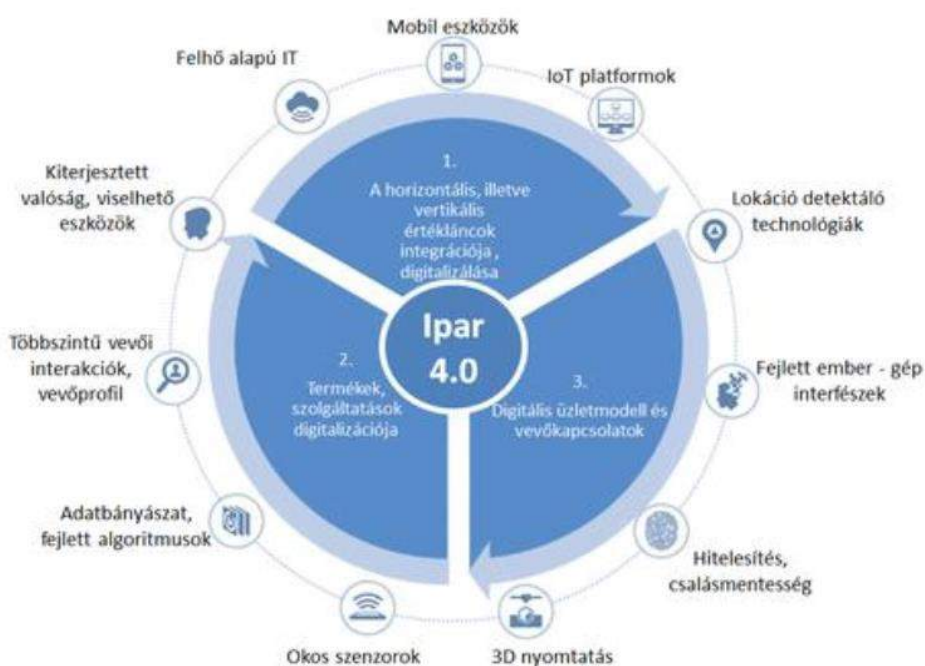 Mobil eszközök
Felhő alapú IT
IoT platformok
Kiterjesztett
valóság, viselhető
eszközök
Lokáció detektáló
technológiák
1.
A horizontális, illetve
vertikális
értékláncok
integrációja ,
digitalizálása
Ipar
4.0
Többszintű vevői
interakciók,
vevőprofil
2.
Termékek,
szolgáltatások
digitalizációja
3.
Digitális üzletmodell és
vevőkapcsolatok
Fejlett ember - gép
interfészek
Adatbányászat,
fejlett algoritmusok
Hitelesítés,
csalásmentesség
Okos szenzorok
3D nyomtatás